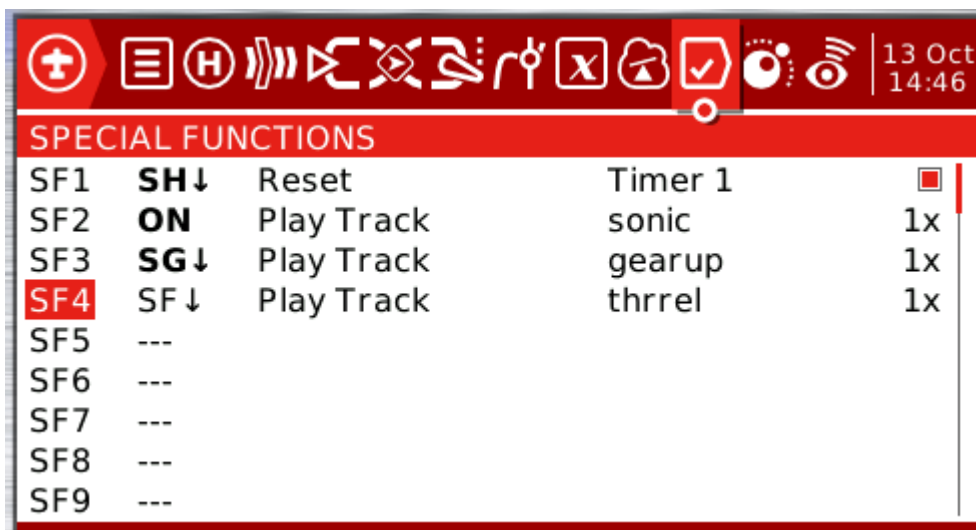 13 Oct
14:46
SPECIAL FUNCTIONS
SF1 SH↓ Reset Timer 1
SF2 ON Play Track sonic 1x
SF3 SG↓ Play Track gearup 1x
SF4 SF↓ Play Track thrrel 1x
SF5 ---
SF6 ---
SF7 ---
SF8 ---
SF9 ---